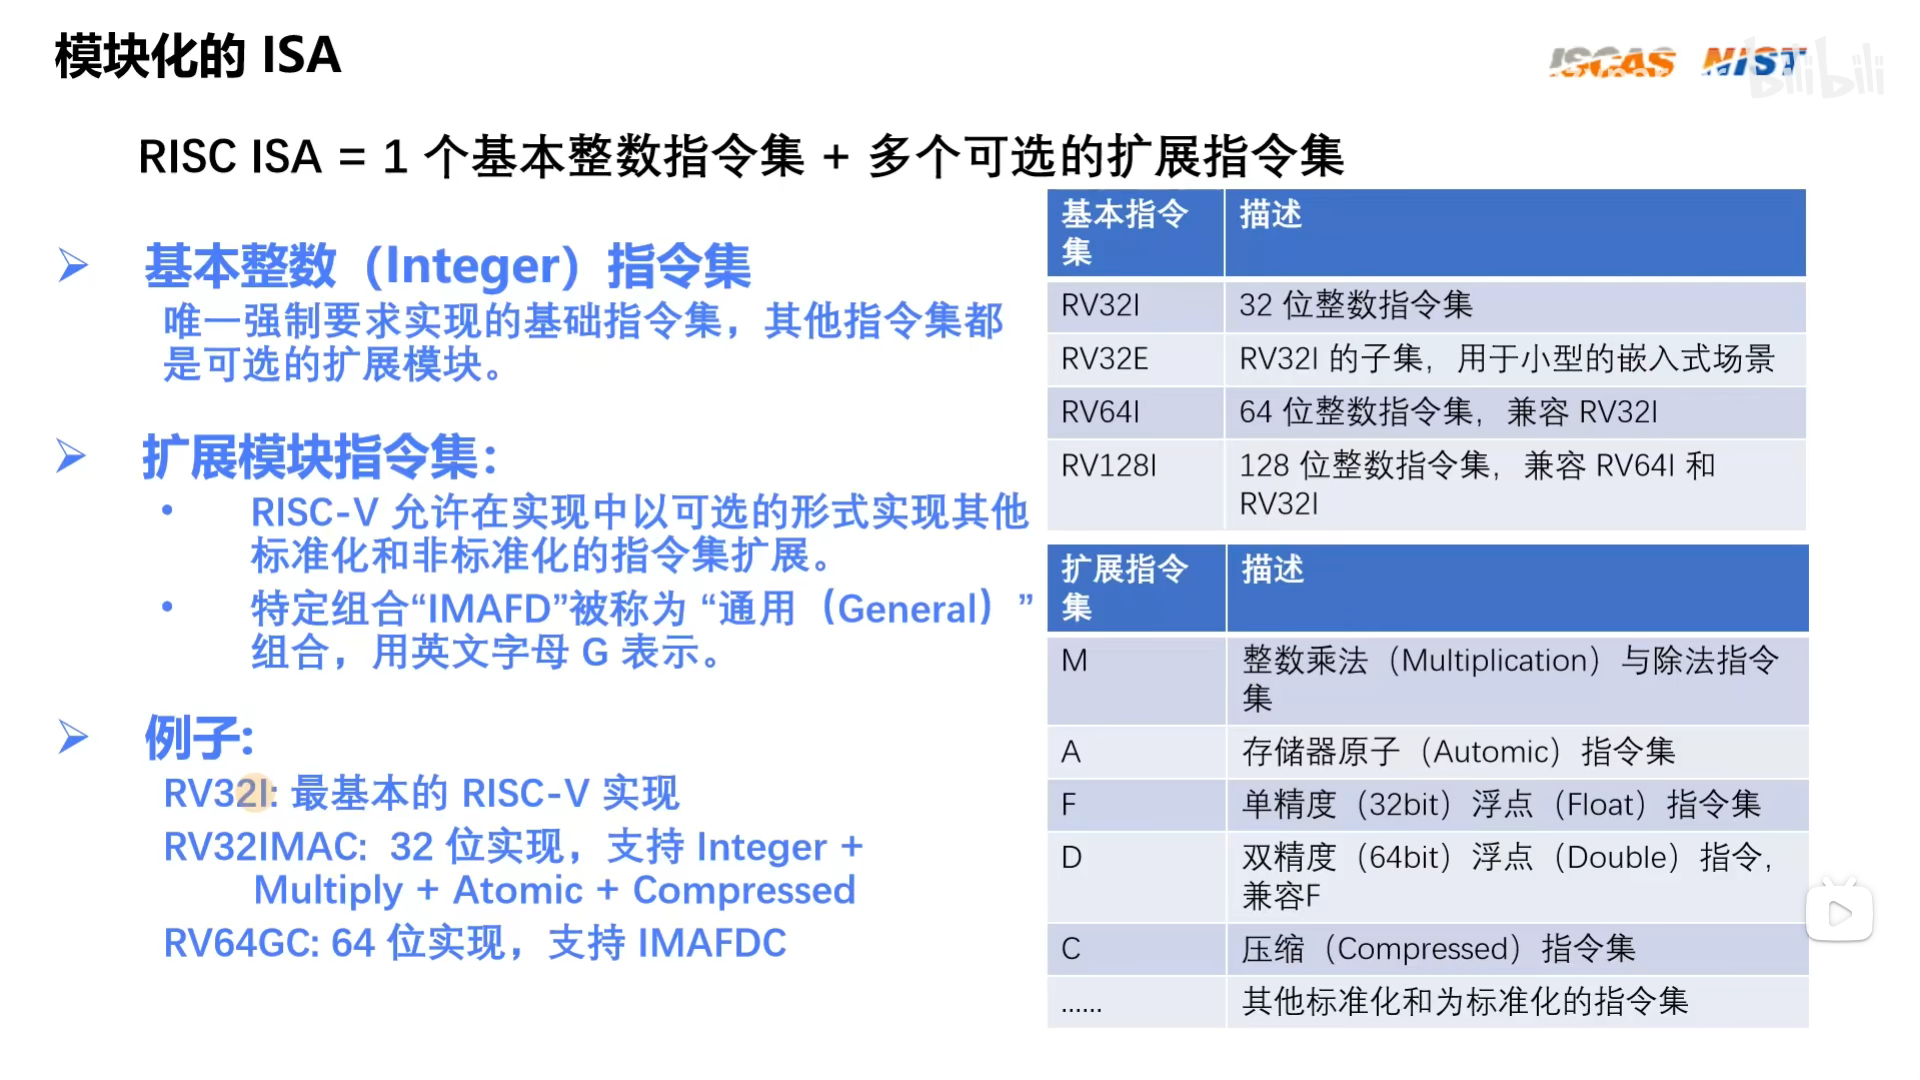 模块化的 ISA
ISCAS NIST
bilibili
RISC ISA = 1 个基本整数指令集 + 多个可选的扩展指令集
基本整数（Integer）指令集
唯一强制要求实现的基础指令集，其他指令集都
是可选的扩展模块。
扩展模块指令集：
• RISC-V 允许在实现中以可选的形式实现其他
标准化和非标准化的指令集扩展。
• 特定组合“IMAFD”被称为 “通用（General）”
组合，用英文字母 G 表示。
例子:
RV32I: 最基本的 RISC-V 实现
RV32IMAC: 32 位实现，支持 Integer +
Multiply + Atomic + Compressed
RV64GC: 64 位实现，支持 IMAFDC
基本指令 描述
集
RV32I 32 位整数指令集
RV32E RV32I 的子集，用于小型的嵌入式场景
RV64I 64 位整数指令集，兼容 RV32I
RV128I 128 位整数指令集，兼容 RV64I 和
RV32I
扩展指令 描述
集
M 整数乘法（Multiplication）与除法指令
集
A 存储器原子（Automic）指令集
F 单精度（32bit）浮点（Float）指令集
D 双精度（64bit）浮点（Double）指令，
兼容F
C 压缩（Compressed）指令集
...... 其他标准化和为标准化的指令集